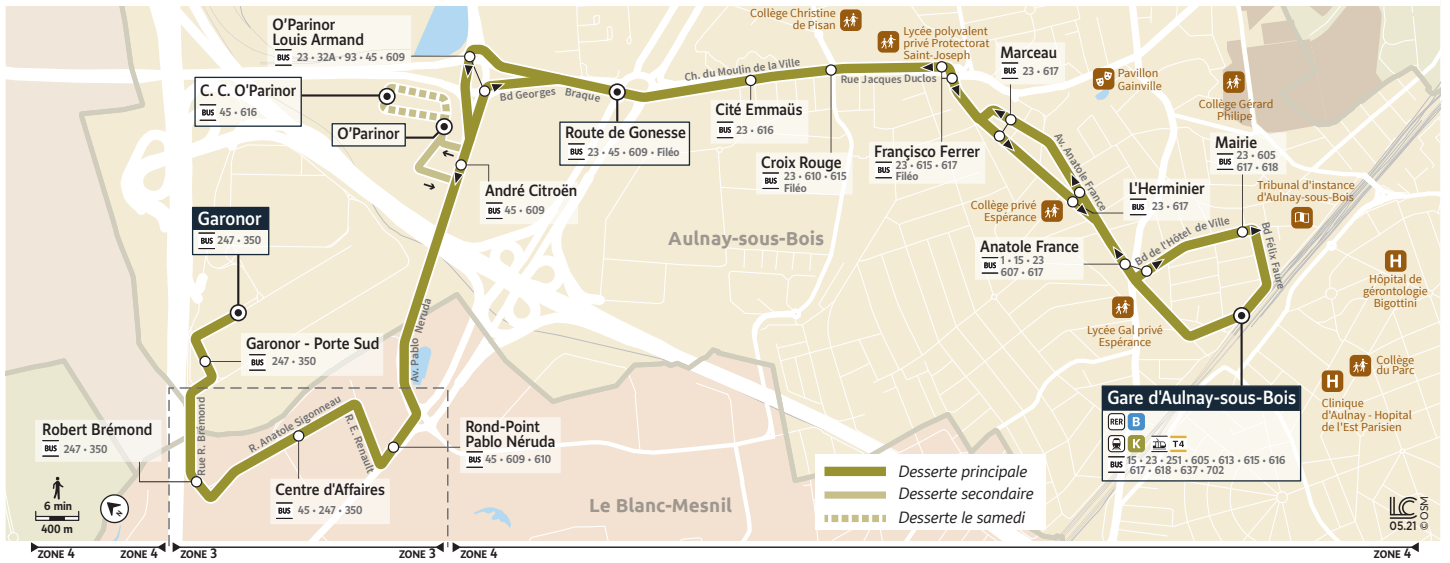 O'Parinor
Louis Armand
BUS 23 • 32A • 93 • 45 • 609
C. C. O'Parinor
BUS 45 • 616
O'Parinor
Bd Georges Braque
Route de Gonesse
BUS 23 • 45 • 609 • Filéo
Ch. du Moulin de la Ville
Cité Emmaüs
BUS 23 • 616
Croix Rouge
BUS 23 • 610 • 615
Filéo
Collège Christine
de Pisan
Lycée polyvalent
privé Protectorat
Saint-Joseph
Rue Jacques Duclos
Françisco Ferrer
BUS 23 • 615 • 617
Filéo
Marceau
BUS 23 • 617
Pavillon
Gainville
Collège Gérard
Philipe
Mairie
BUS 23 • 605
617 • 618
Tribunal d'instance
d'Aulnay-sous-Bois
Av. Anatole France
L'Herminier
BUS 23 • 617
Collège privé
Espérance
Anatole France
BUS 1 • 15 • 23
607 • 617
Bd de l'Hôtel de Ville
Bd Félix Faure
Hôpital de
gérontologie
Bigottini
Lycée Gal privé
Espérance
Collège
du Parc
Clinique
d'Aulnay - Hopital
de l'Est Parisien
H
H
Gare d'Aulnay-sous-Bois
RER B
K T4
BUS 15 • 23 • 251 • 605 • 613 • 615 • 616
617 • 618 • 637 • 702
André Citroën
BUS 45 • 609
Aulnay-sous-Bois
Garonor
BUS 247 • 350
Garonor - Porte Sud
BUS 247 • 350
Av. Pablo Neruda
Robert Brémond
BUS 247 • 350
Rue R. Brémond
R. Anatole Sigonneau
R. E. Renault
Centre d'Affaires
BUS 45 • 247 • 350
Rond-Point
Pablo Néruda
BUS 45 • 609 • 610
Le Blanc-Mesnil
Desserte principale
Desserte secondaire
Desserte le samedi
6 min
400 m
N
LC
05.21 © OSM
ZONE 4 ZONE 4 ZONE 3 ZONE 3 ZONE 4 ZONE 4